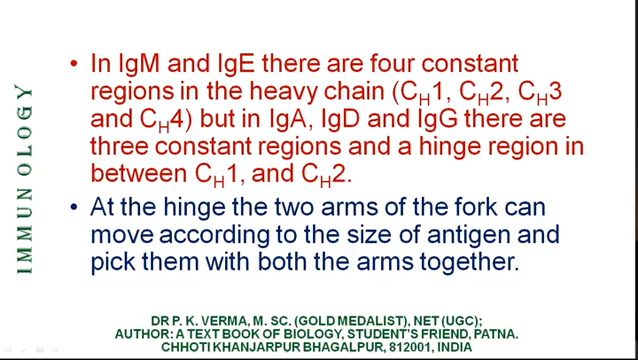 IMMUNOLOGY
• In IgM and IgE there are four constant
regions in the heavy chain (CH1, CH2, CH3
and CH4) but in IgA, IgD and IgG there are
three constant regions and a hinge region in
between CH1, and CH2.
• At the hinge the two arms of the fork can
move according to the size of antigen and
pick them with both the arms together.
DR P. K. VERMA, M. SC. (GOLD MEDALIST), NET (UGC);
AUTHOR: A TEXT BOOK OF BIOLOGY, STUDENT'S FRIEND, PATNA.
CHHOTI KHANJARPUR BHAGALPUR, 812001, INDIA